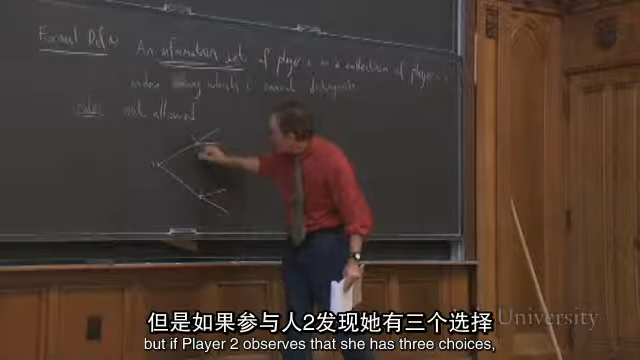 Formal Defn An information set of player i is a collection of player i's
nodes among which i cannot distinguish
rules not allowed
但是如果参与人2发现她有三个选择
University
but if Player 2 observes that she has three choices,